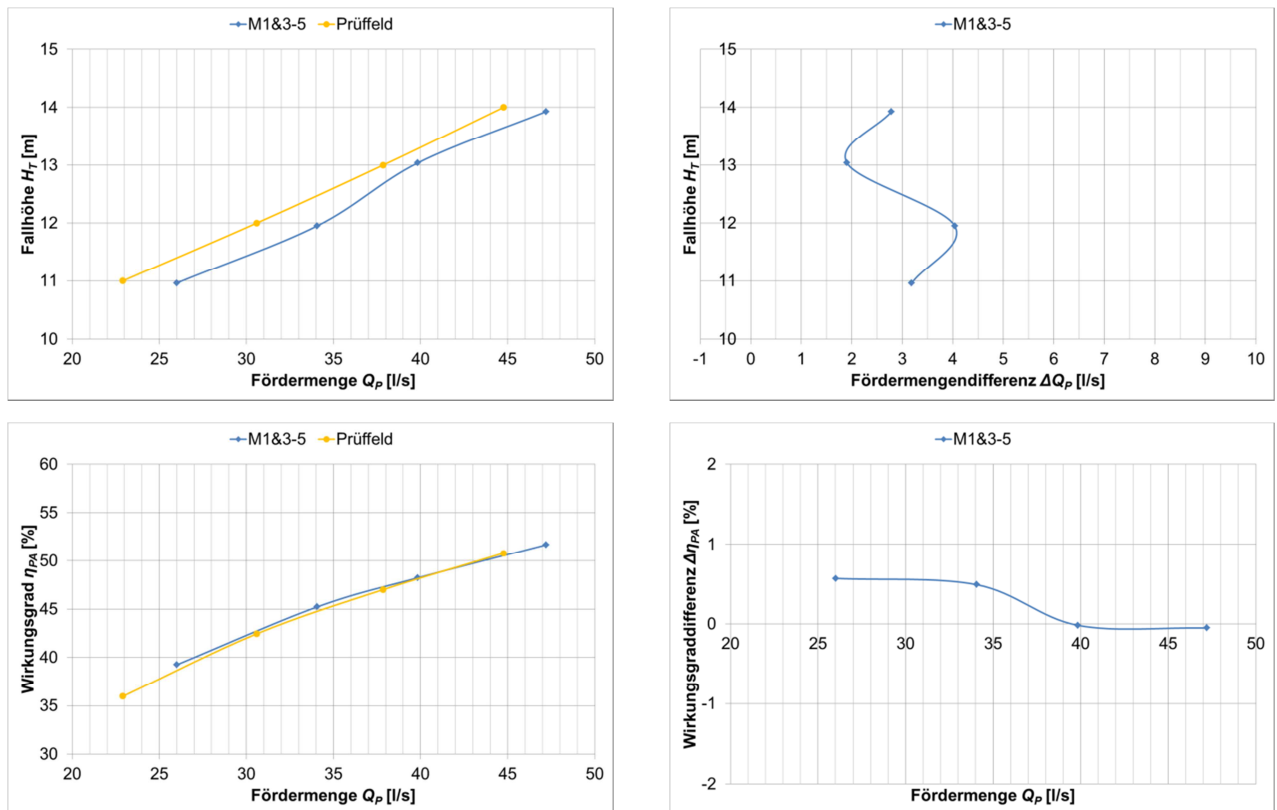 M1&3-5 Prüffeld
Fallhöhe H_T [m]
15
14
13
12
11
10
20 25 30 35 40 45 50
Fördermenge Q_P [l/s]
M1&3-5
Fallhöhe H_T [m]
15
14
13
12
11
10
-1 0 1 2 3 4 5 6 7 8 9 10
Fördermengendifferenz ΔQ_P [l/s]
M1&3-5 Prüffeld
Wirkungsgrad η_PA [%]
60
55
50
45
40
35
30
20 25 30 35 40 45 50
Fördermenge Q_P [l/s]
M1&3-5
Wirkungsgraddifferenz Δη_PA [%]
2
1
0
20 25 30 35 40 45 50
-1
-2
Fördermenge Q_P [l/s]